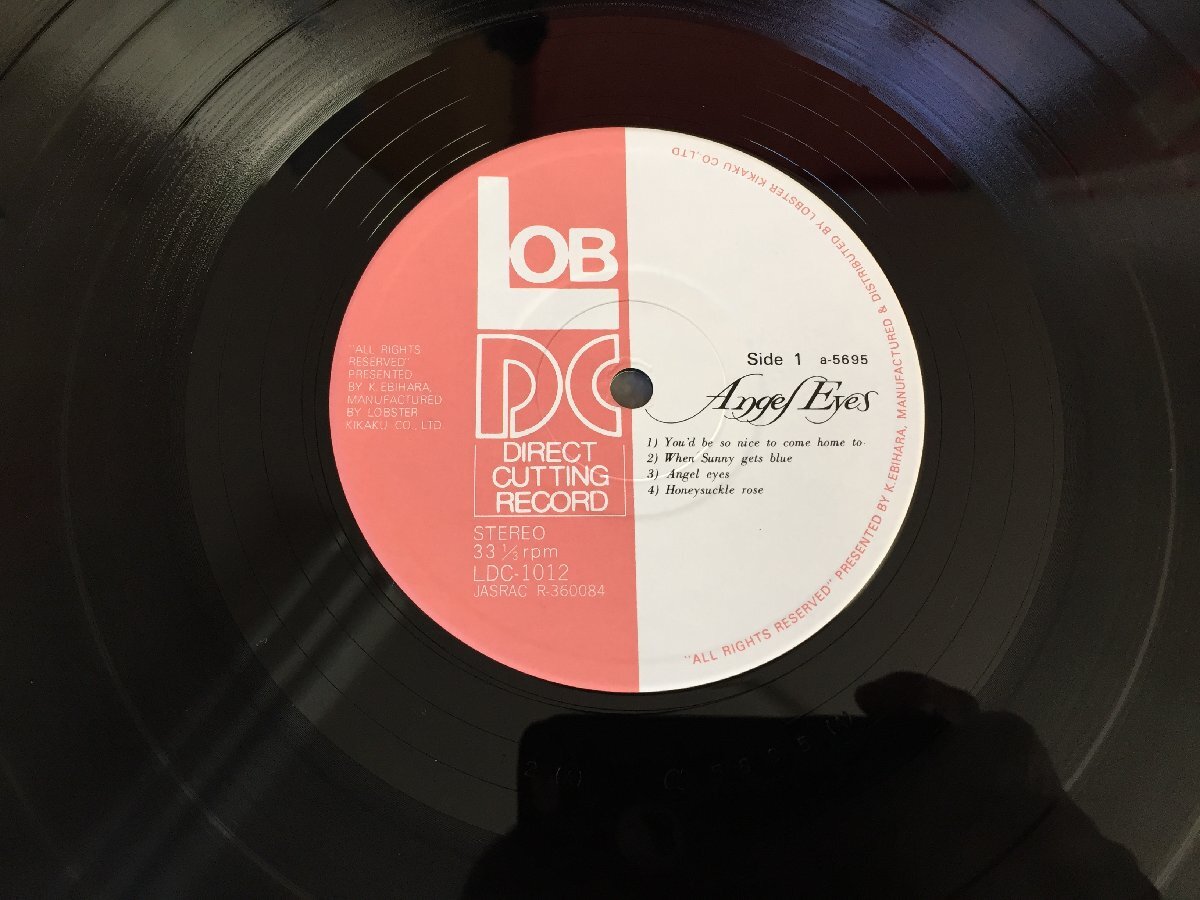 LOB
DC
DIRECT
CUTTING
RECORD
STEREO
33 1/3 rpm
LDC-1012
JASRAC R-360084
"ALL RIGHTS
RESERVED"
PRESENTED
BY K. EBIHARA,
MANUFACTURED
BY LOBSTER
KIKAKU CO., LTD.
Side 1 a-5695
Angel Eyes
1) You'd be so nice to come home to
2) When Sunny gets blue
3) Angel eyes
4) Honeysuckle rose
"ALL RIGHTS RESERVED" PRESENTED BY K. EBIHARA, MANUFACTURED & DISTRIBUTED BY LOBSTER KIKAKU CO., LTD